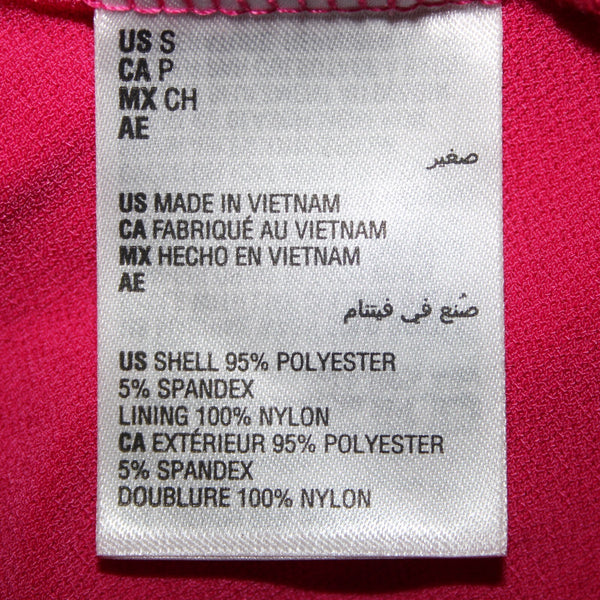 US S
CA P
MX CH
AE
صغير
US MADE IN VIETNAM
CA FABRIQUÉ AU VIETNAM
MX HECHO EN VIETNAM
AE
صُنع في فيتنام
US SHELL 95% POLYESTER
5% SPANDEX
LINING 100% NYLON
CA EXTÉRIEUR 95% POLYESTER
5% SPANDEX
DOUBLURE 100% NYLON